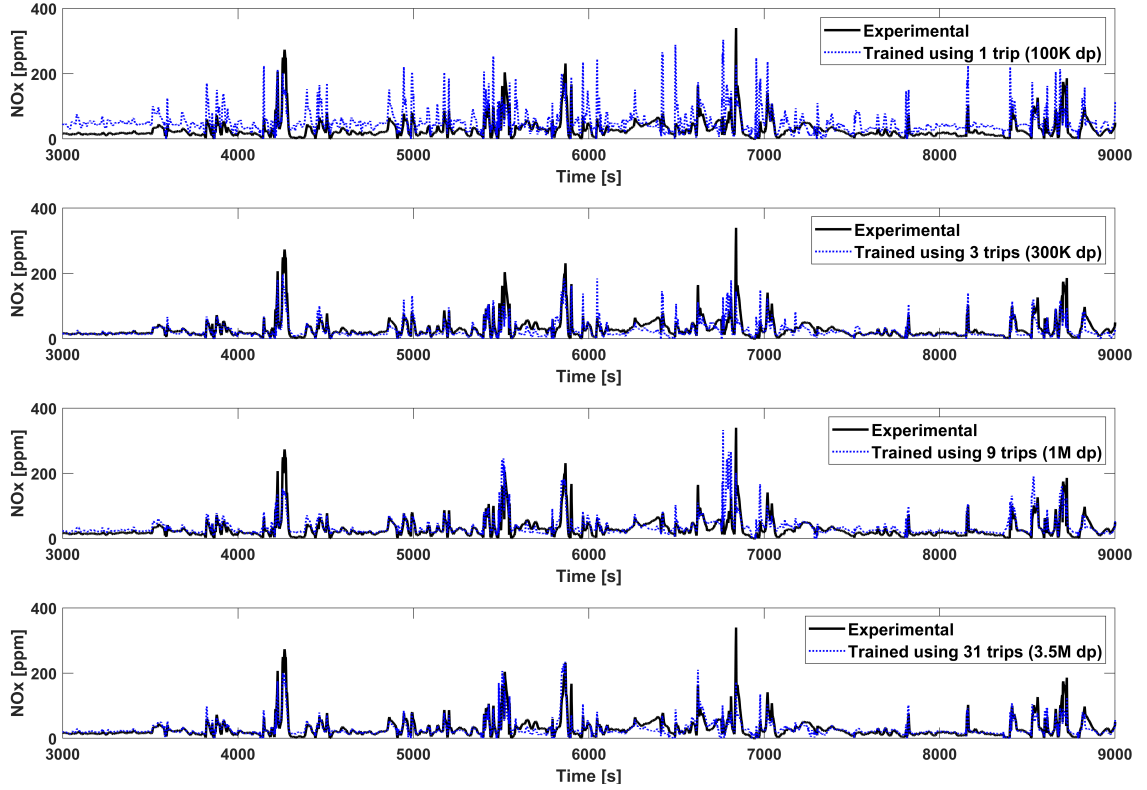 400
200
0
NOx [ppm]
Experimental
Trained using 1 trip (100K dp)
3000 4000 5000 6000 7000 8000 9000
Time [s]
400
200
0
NOx [ppm]
Experimental
Trained using 3 trips (300K dp)
3000 4000 5000 6000 7000 8000 9000
Time [s]
400
200
0
NOx [ppm]
Experimental
Trained using 9 trips (1M dp)
3000 4000 5000 6000 7000 8000 9000
Time [s]
400
200
0
NOx [ppm]
Experimental
Trained using 31 trips (3.5M dp)
3000 4000 5000 6000 7000 8000 9000
Time [s]